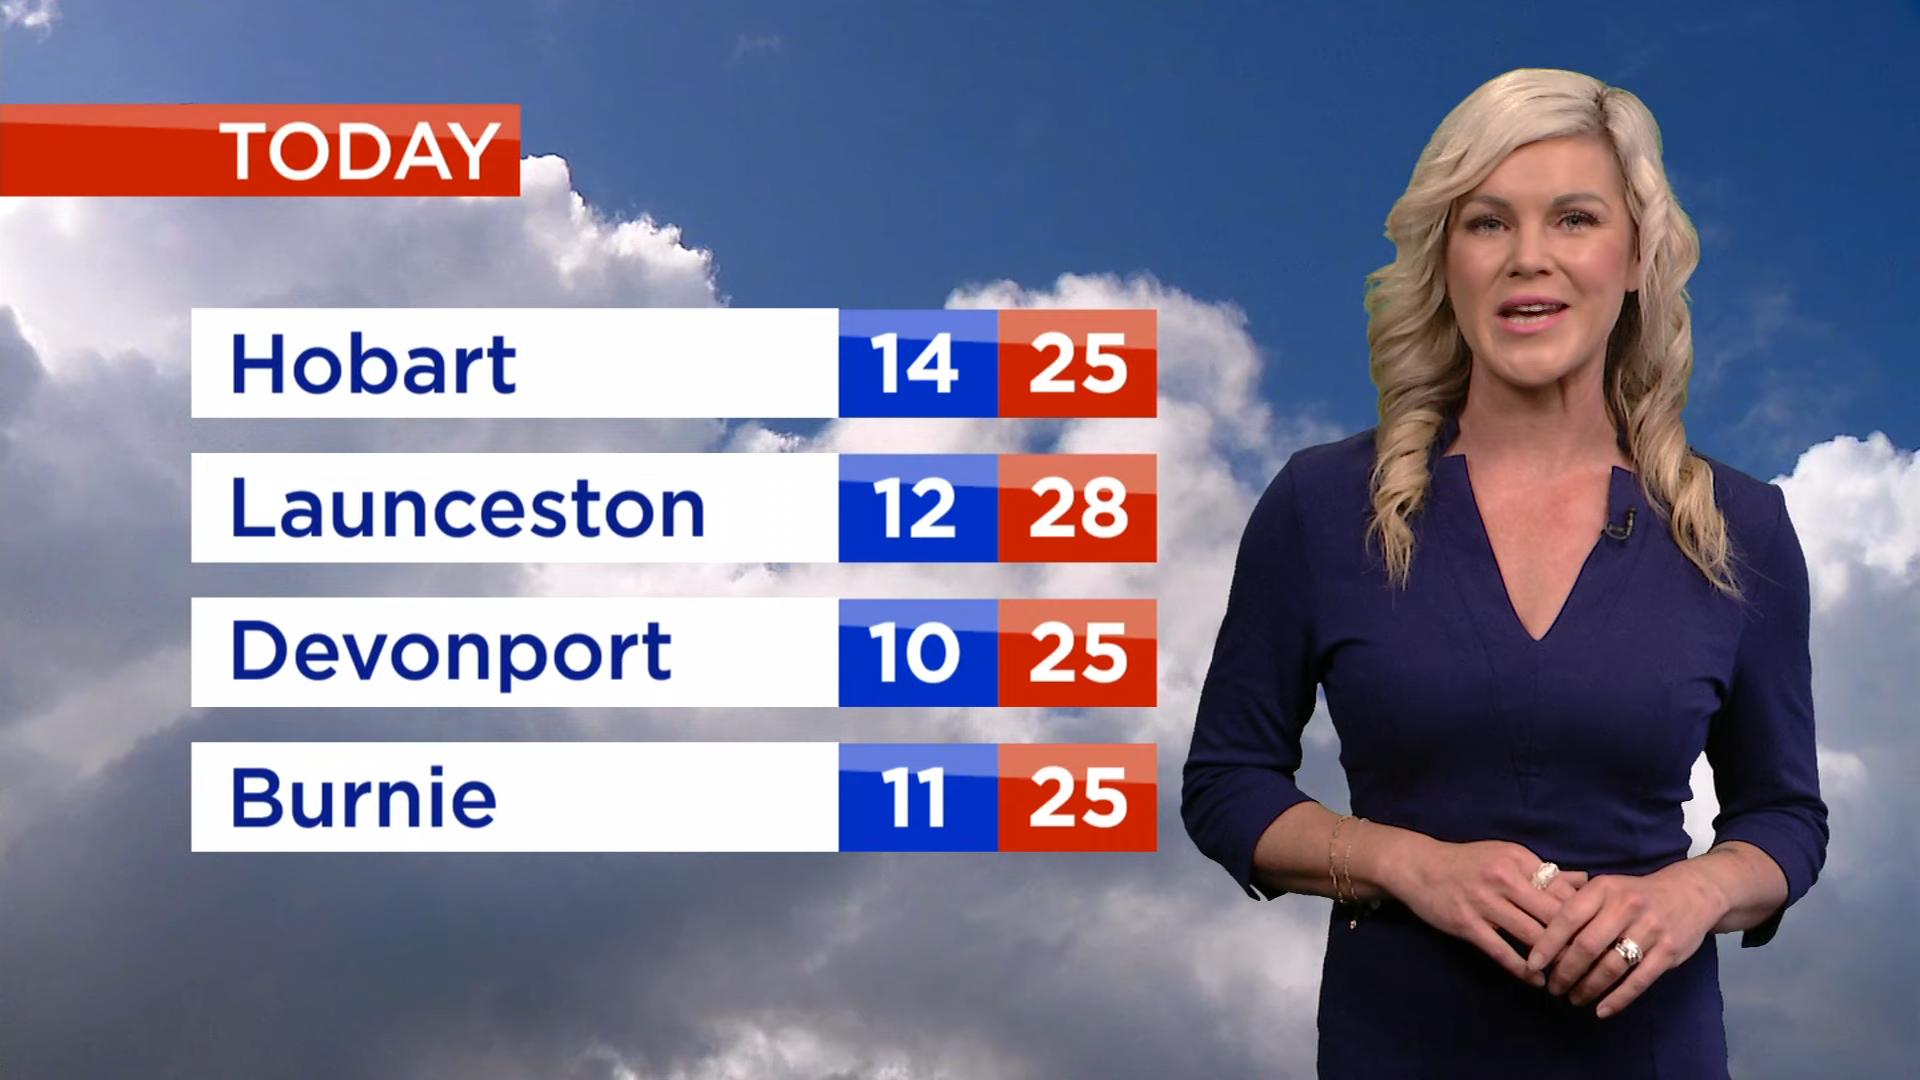 TODAY
Hobart 14 25
Launceston 12 28
Devonport 10 25
Burnie 11 25